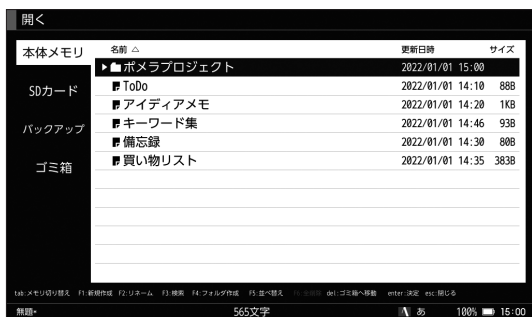 開く
本体メモリ
SDカード
バックアップ
ゴミ箱
名前 △ 更新日時 サイズ
ポメラプロジェクト 2022/01/01 15:00
ToDo 2022/01/01 14:10 88B
アイディアメモ 2022/01/01 14:20 1KB
キーワード集 2022/01/01 14:46 93B
備忘録 2022/01/01 14:30 80B
買い物リスト 2022/01/01 14:35 383B
tab:メモリ切り替え F1:新規作成 F2:リネーム F3:検索 F4:フォルダ作成 F5:並べ替え del:ゴミ箱へ移動 enter:決定 esc:閉じる
無題* 565文字 A あ 100% 15:00